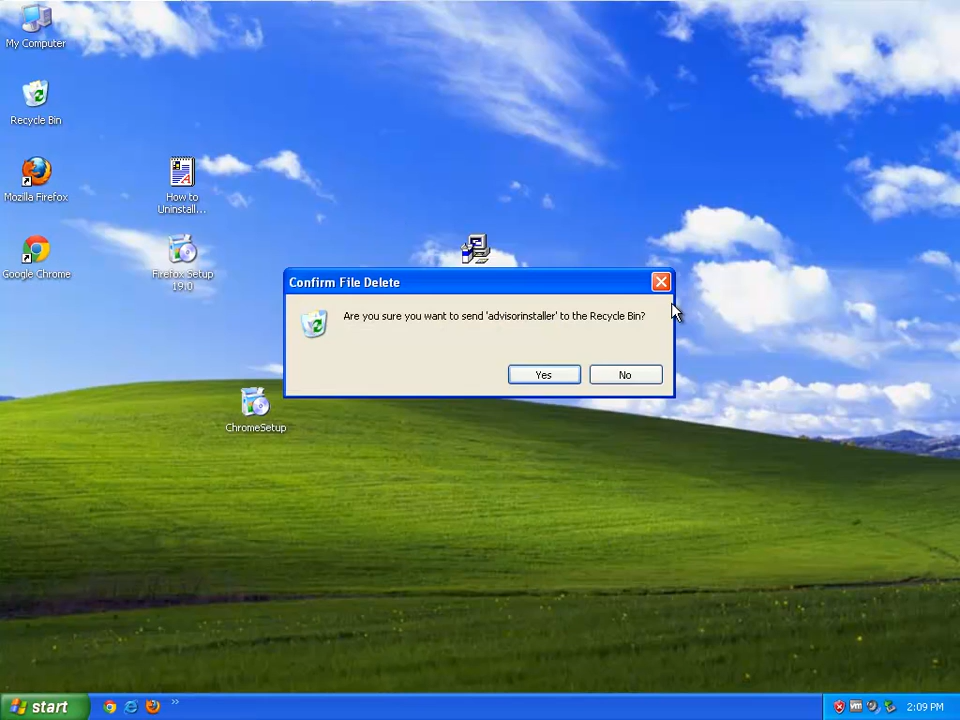 My Computer
Recycle Bin
Mozilla Firefox
How to
Uninstall...
Google Chrome
Firefox Setup
19.0
Confirm File Delete
Are you sure you want to send 'advisorinstaller' to the Recycle Bin?
Yes
No
ChromeSetup
start
2:09 PM